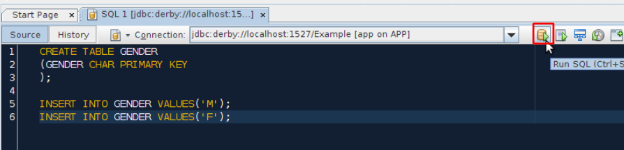 Start Page
SQL 1 [jdbc:derby://localhost:15...]
Source History Connection: jdbc:derby://localhost:1527/Example [app on APP]
Run SQL (Ctrl+S
1 CREATE TABLE GENDER
2 (GENDER CHAR PRIMARY KEY
3 );
4
5 INSERT INTO GENDER VALUES('M');
6 INSERT INTO GENDER VALUES('F');